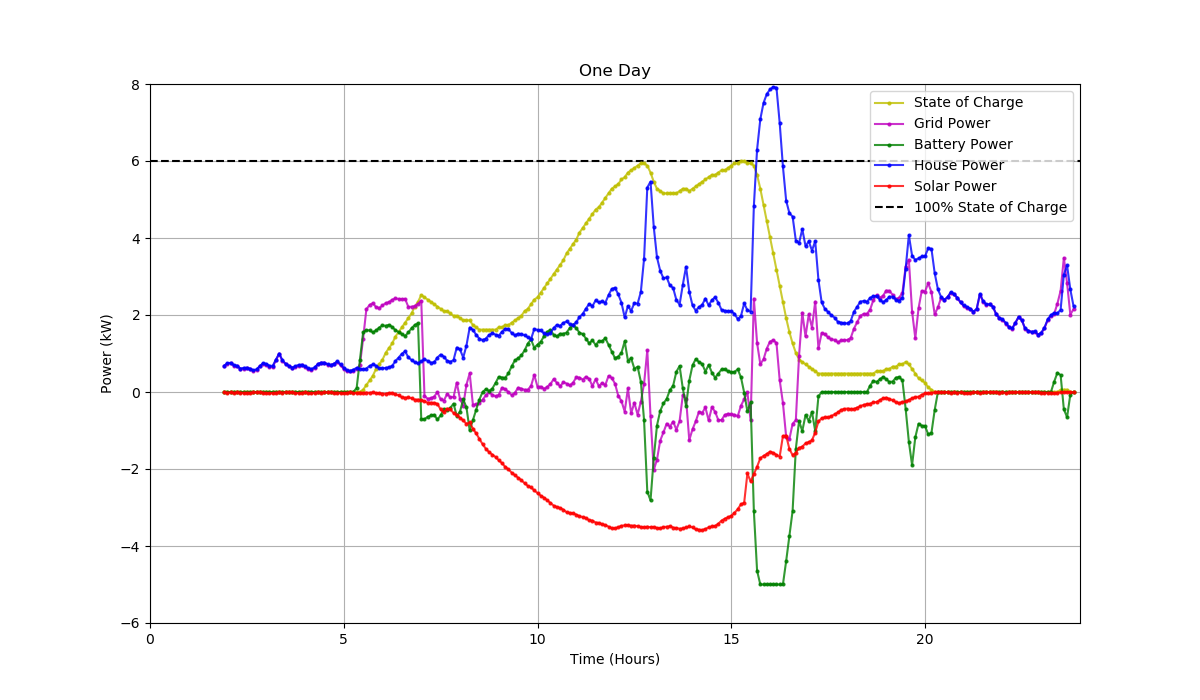 One Day
8
6
4
2
0
−2
−4
−6
Power (kW)
State of Charge
Grid Power
Battery Power
House Power
Solar Power
100% State of Charge
0 5 10 15 20
Time (Hours)